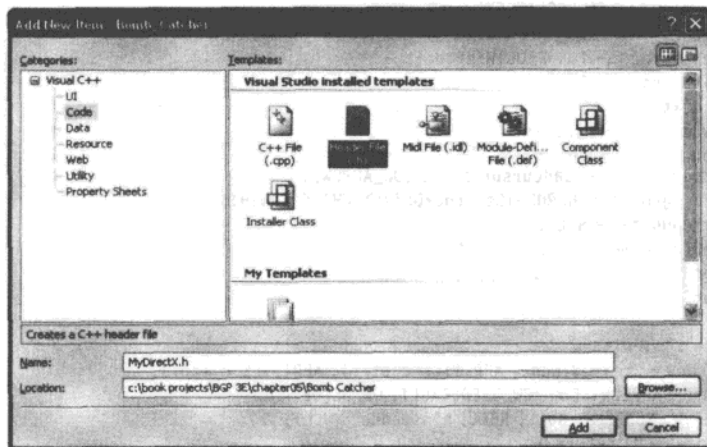 Add New Item - Bomb Catcher
Categories:
Templates:
Visual C++
UI
Code
Data
Resource
Web
Utility
Property Sheets
Visual Studio installed templates
C++ File (.cpp)
Header File (.h)
Midl File (.idl)
Module-Defi... File (.def)
Component Class
Installer Class
My Templates
Creates a C++ header file
Name:
MyDirectX.h
Location:
c:\book projects\BGP 3E\chapter05\Bomb Catcher
Browse...
Add
Cancel